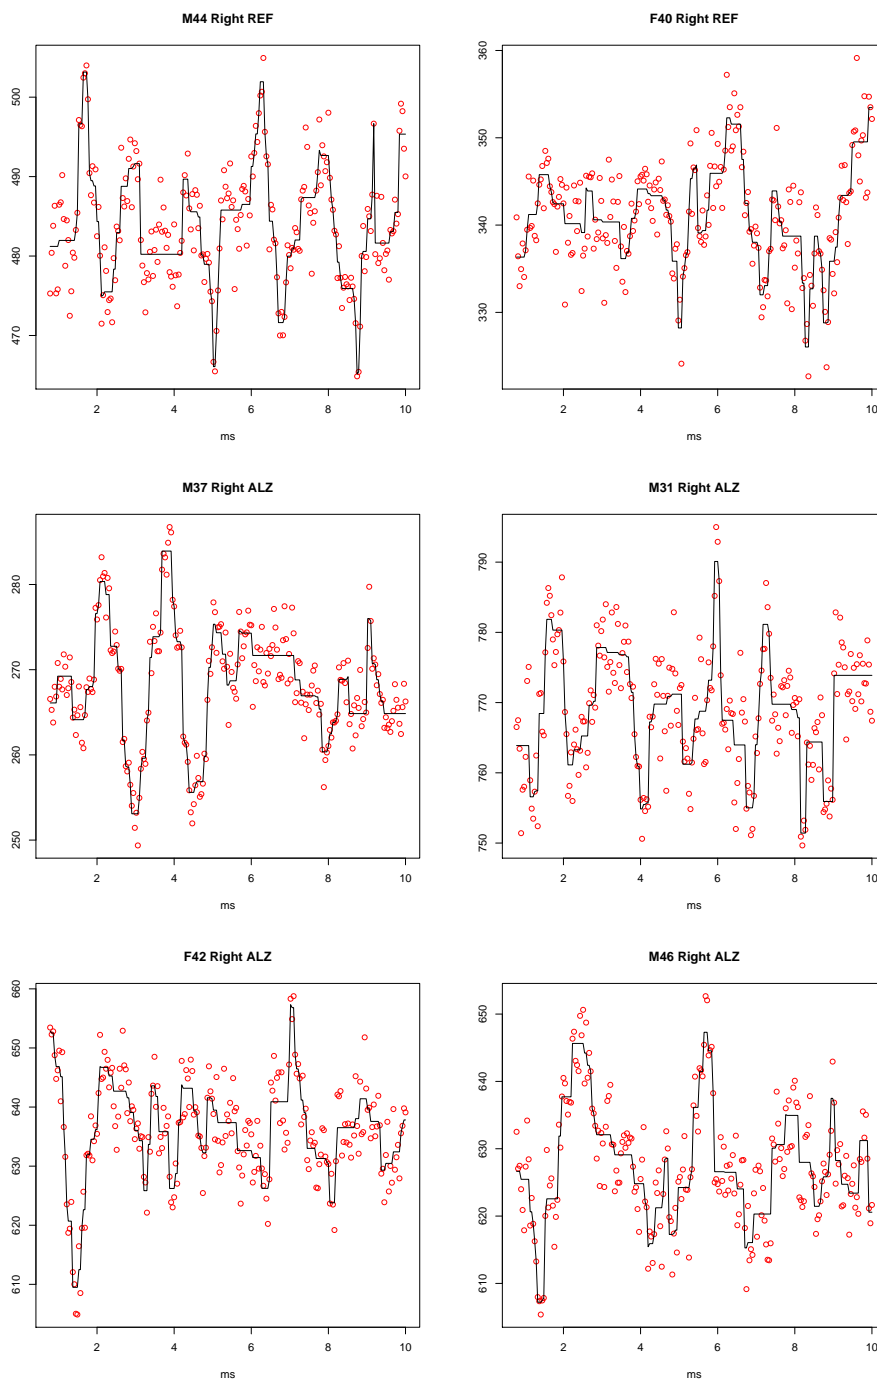 M44 Right REF
F40 Right REF
500
490
480
470
2 4 6 8 10
ms
360
350
340
330
2 4 6 8 10
ms
M37 Right ALZ
M31 Right ALZ
280
270
260
250
2 4 6 8 10
ms
790
780
770
760
750
2 4 6 8 10
ms
F42 Right ALZ
M46 Right ALZ
660
650
640
630
620
610
2 4 6 8 10
ms
650
640
630
620
610
2 4 6 8 10
ms